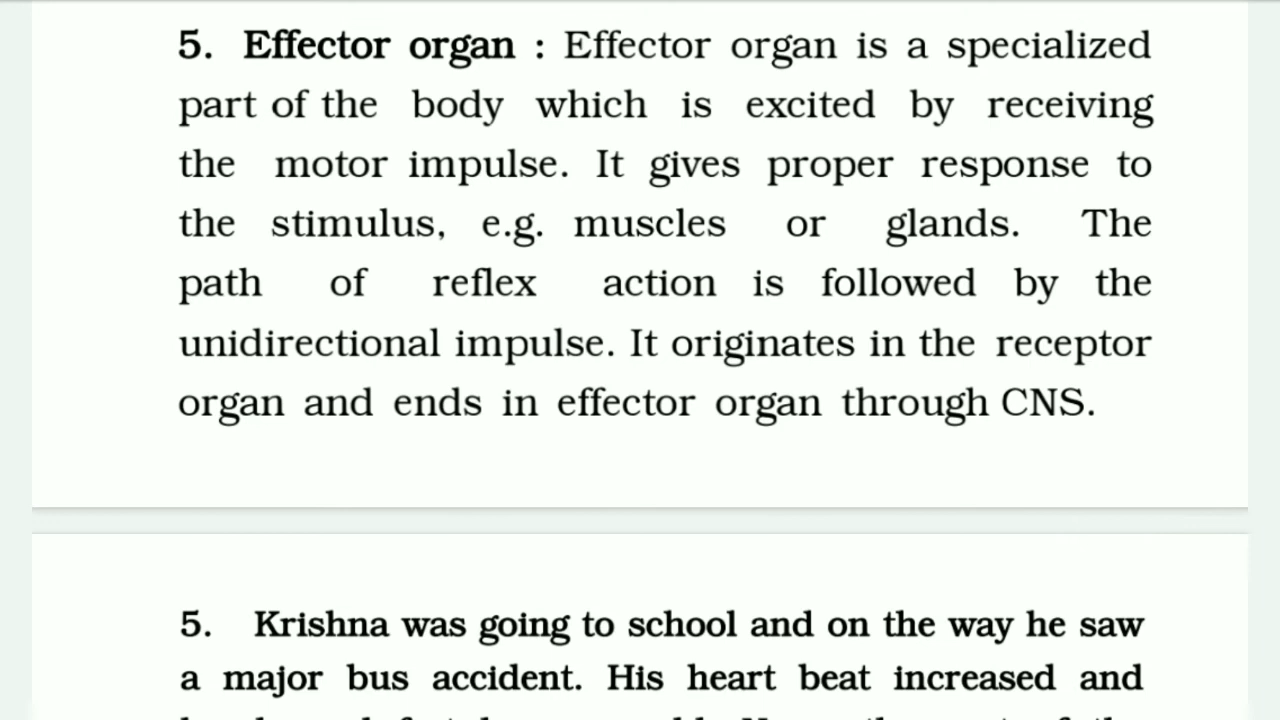 5. Effector organ : Effector organ is a specialized
part of the body which is excited by receiving
the motor impulse. It gives proper response to
the stimulus, e.g. muscles or glands. The
path of reflex action is followed by the
unidirectional impulse. It originates in the receptor
organ and ends in effector organ through CNS.
5. Krishna was going to school and on the way he saw
a major bus accident. His heart beat increased and